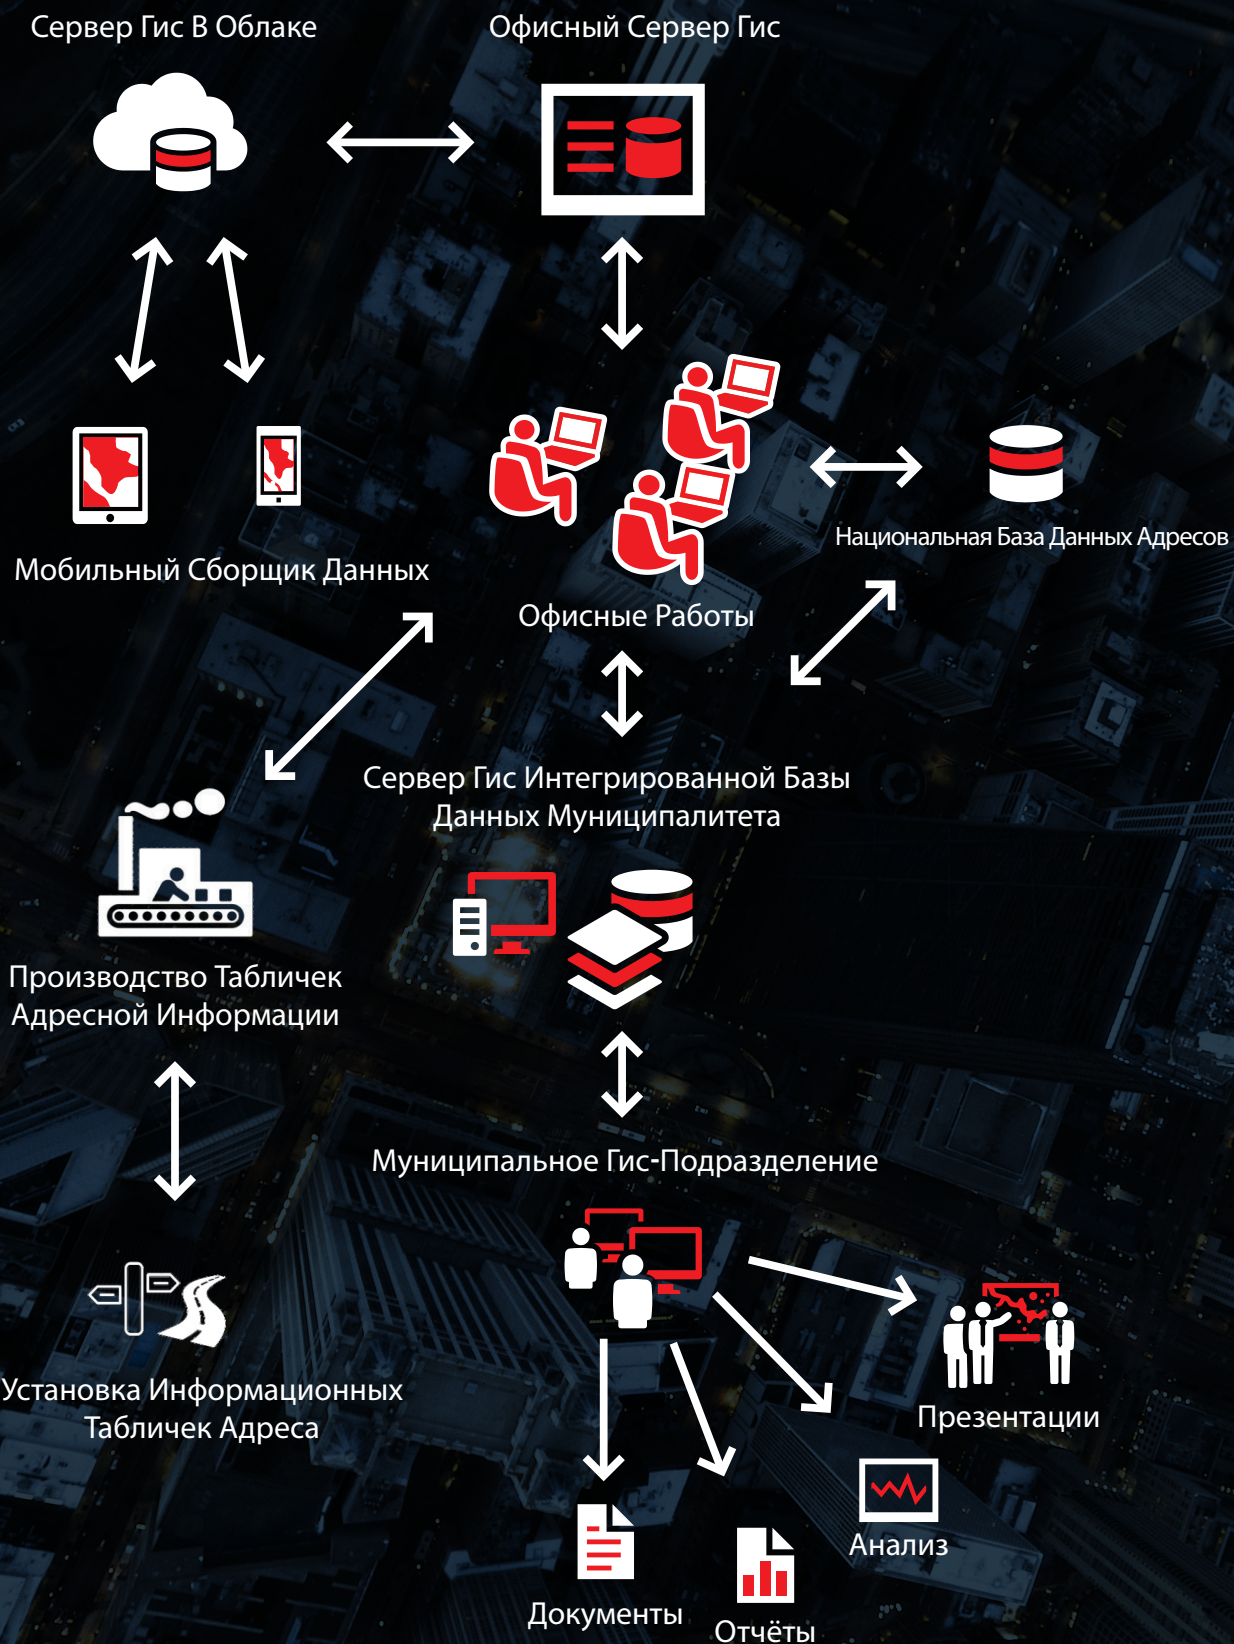 Сервер Гис В Облаке
Офисный Сервер Гис
Национальная База Данных Адресов
Мобильный Сборщик Данных
Офисные Работы
Сервер Гис Интегрированной Базы
Данных Муниципалитета
Производство Табличек
Адресной Информации
Муниципальное Гис-Подразделение
Установка Информационных
Табличек Адреса
Презентации
Анализ
Документы
Отчёты